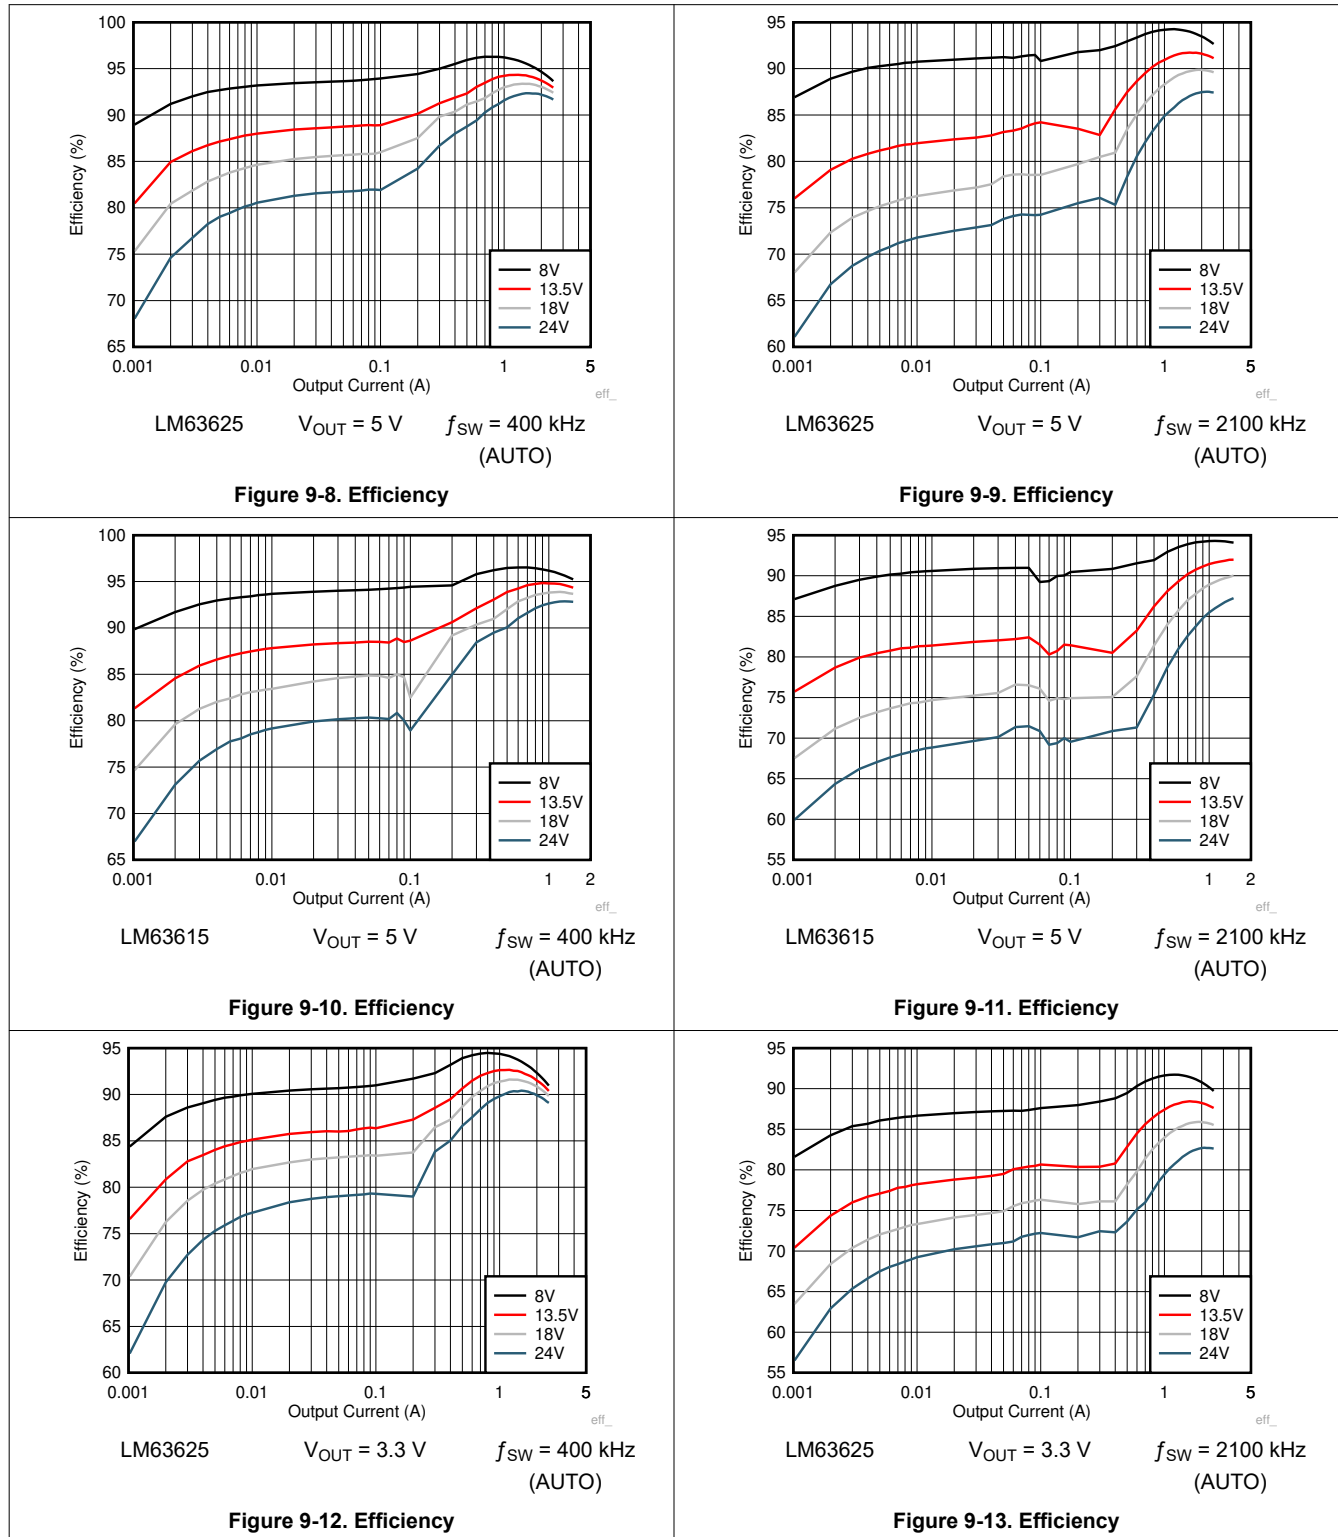 100
95
90
85
80
75
70
65
Efficiency (%)
0.001 0.01 0.1 1 5
Output Current (A)
8V
13.5V
18V
24V
eff_
LM63625 VOUT = 5 V ƒSW = 400 kHz
(AUTO)
Figure 9-8. Efficiency
95
90
85
80
75
70
65
60
Efficiency (%)
0.001 0.01 0.1 1 5
Output Current (A)
8V
13.5V
18V
24V
eff_
LM63625 VOUT = 5 V ƒSW = 2100 kHz
(AUTO)
Figure 9-9. Efficiency
100
95
90
85
80
75
70
65
Efficiency (%)
0.001 0.01 0.1 1 2
Output Current (A)
8V
13.5V
18V
24V
eff_
LM63615 VOUT = 5 V ƒSW = 400 kHz
(AUTO)
Figure 9-10. Efficiency
95
90
85
80
75
70
65
60
55
Efficiency (%)
0.001 0.01 0.1 1 2
Output Current (A)
8V
13.5V
18V
24V
eff_
LM63615 VOUT = 5 V ƒSW = 2100 kHz
(AUTO)
Figure 9-11. Efficiency
95
90
85
80
75
70
65
60
Efficiency (%)
0.001 0.01 0.1 1 5
Output Current (A)
8V
13.5V
18V
24V
eff_
LM63625 VOUT = 3.3 V ƒSW = 400 kHz
(AUTO)
Figure 9-12. Efficiency
95
90
85
80
75
70
65
60
55
Efficiency (%)
0.001 0.01 0.1 1 5
Output Current (A)
8V
13.5V
18V
24V
eff_
LM63625 VOUT = 3.3 V ƒSW = 2100 kHz
(AUTO)
Figure 9-13. Efficiency